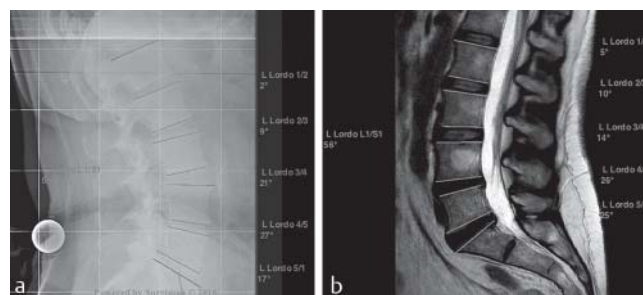 a
L Lordo 1/2
2°
L Lordo 2/3
9°
L Lordo 3/4
21°
L Lordo 4/5
27°
L Lordo 5/1
17°
b
L Lordo L1/S1
56°
L Lordo 1/
5°
L Lordo 2/
10°
L Lordo 3/4
14°
L Lordo 4/
26°
L Lordo 5/
25°